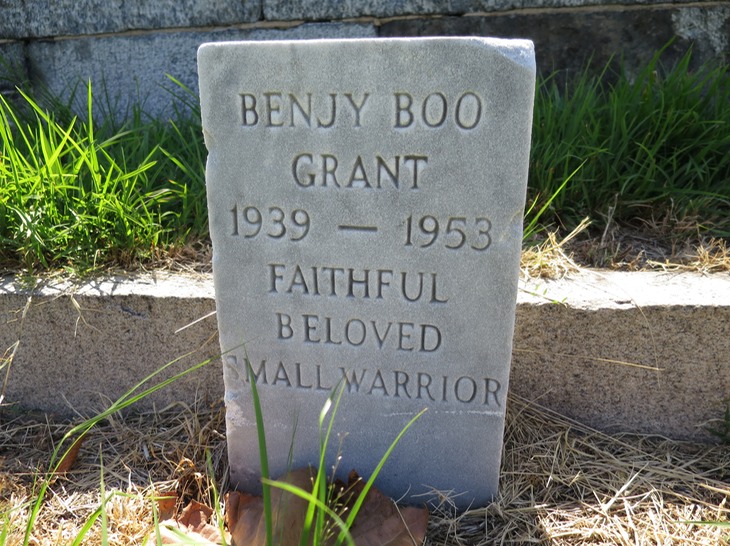 BENJY BOO
GRANT
1939 — 1953
FAITHFUL
BELOVED
SMALL WARRIOR